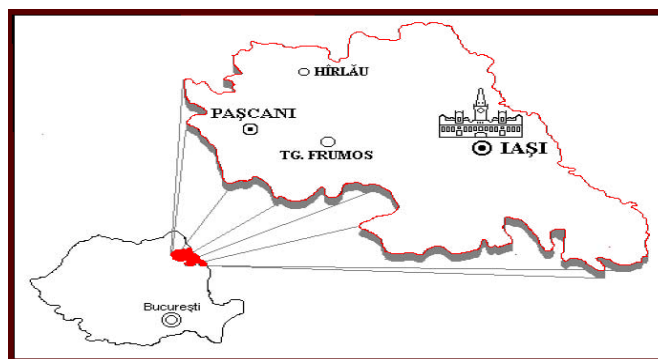 HÎRLĂU
PAŞCANI
TG. FRUMOS
IAŞI
Bucureşti